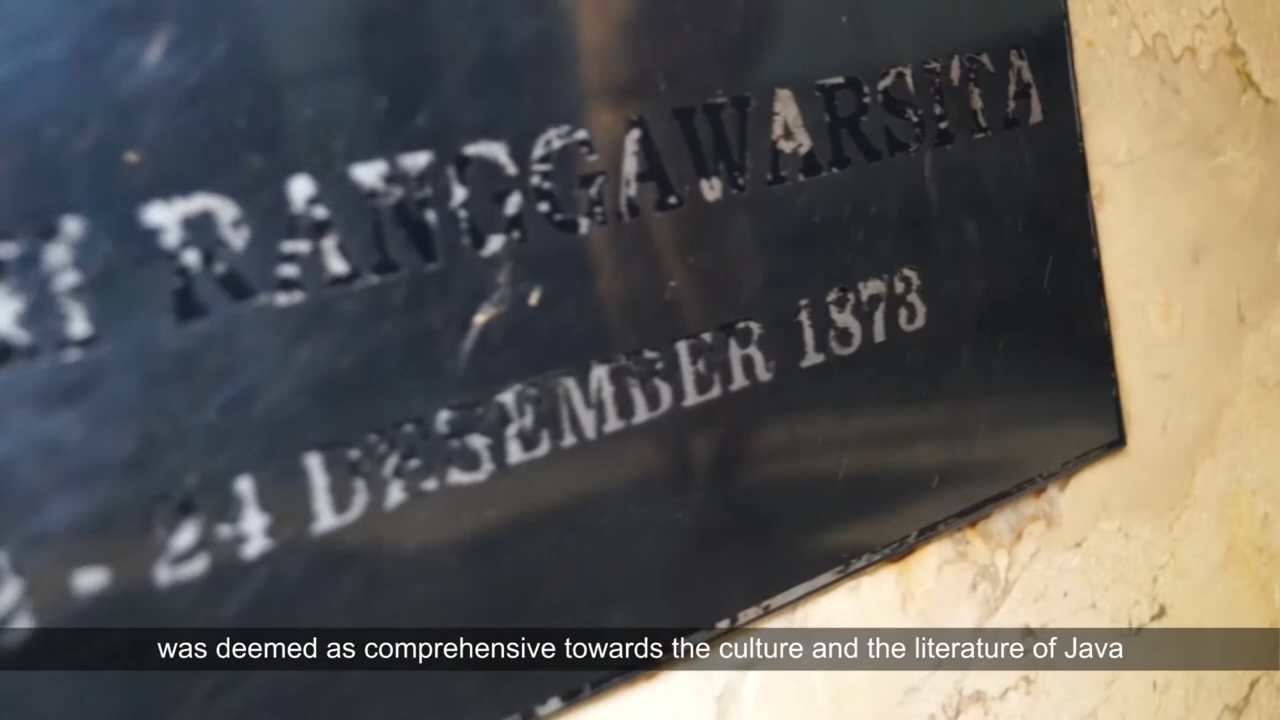 RANGGAWARSITA
- 24 DESEMBER 1873
was deemed as comprehensive towards the culture and the literature of Java